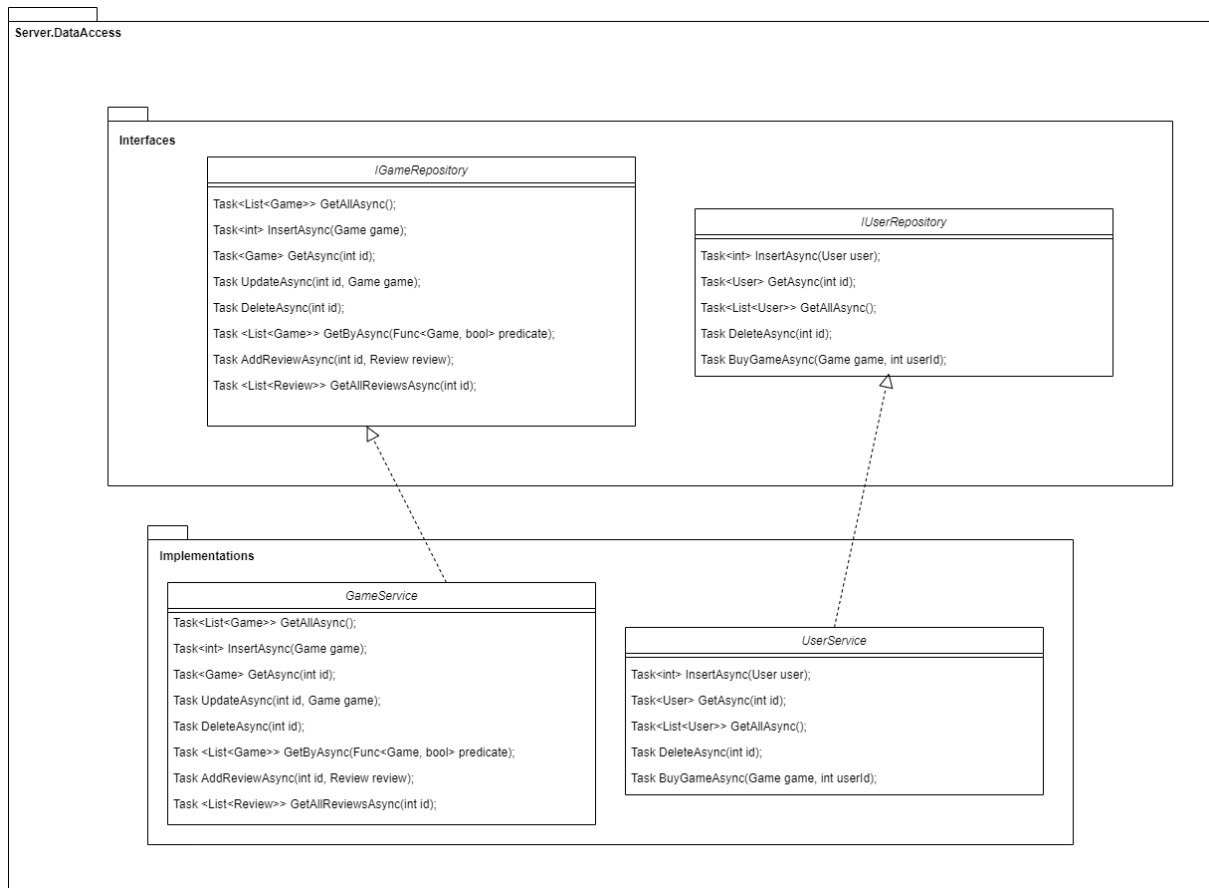 Server.DataAccess
Interfaces
IGameRepository
Task<List<Game>> GetAllAsync();
Task<int> InsertAsync(Game game);
Task<Game> GetAsync(int id);
Task UpdateAsync(int id, Game game);
Task DeleteAsync(int id);
Task <List<Game>> GetByAsync(Func<Game, bool> predicate);
Task AddReviewAsync(int id, Review review);
Task <List<Review>> GetAllReviewsAsync(int id);
IUserRepository
Task<int> InsertAsync(User user);
Task<User> GetAsync(int id);
Task<List<User>> GetAllAsync();
Task DeleteAsync(int id);
Task BuyGameAsync(Game game, int userId);
Implementations
GameService
Task<List<Game>> GetAllAsync();
Task<int> InsertAsync(Game game);
Task<Game> GetAsync(int id);
Task UpdateAsync(int id, Game game);
Task DeleteAsync(int id);
Task <List<Game>> GetByAsync(Func<Game, bool> predicate);
Task AddReviewAsync(int id, Review review);
Task <List<Review>> GetAllReviewsAsync(int id);
UserService
Task<int> InsertAsync(User user);
Task<User> GetAsync(int id);
Task<List<User>> GetAllAsync();
Task DeleteAsync(int id);
Task BuyGameAsync(Game game, int userId);